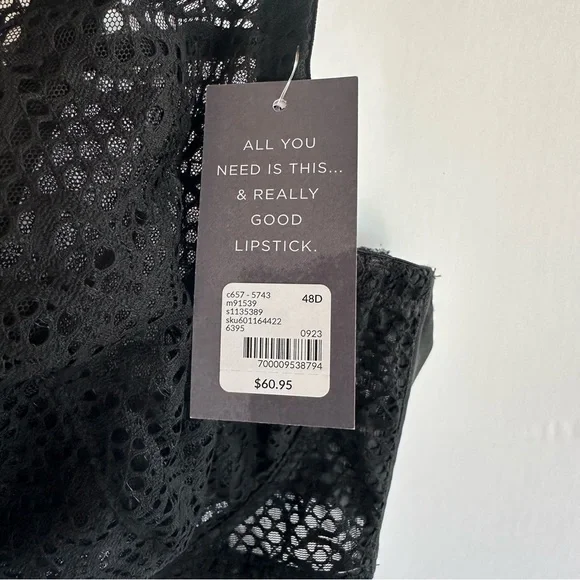 ALL YOU
NEED IS THIS...
& REALLY
GOOD
LIPSTICK.
c657 - 5743 48D
m91539
s1135389
sku601164422
6395 0923
700009538794
$60.95